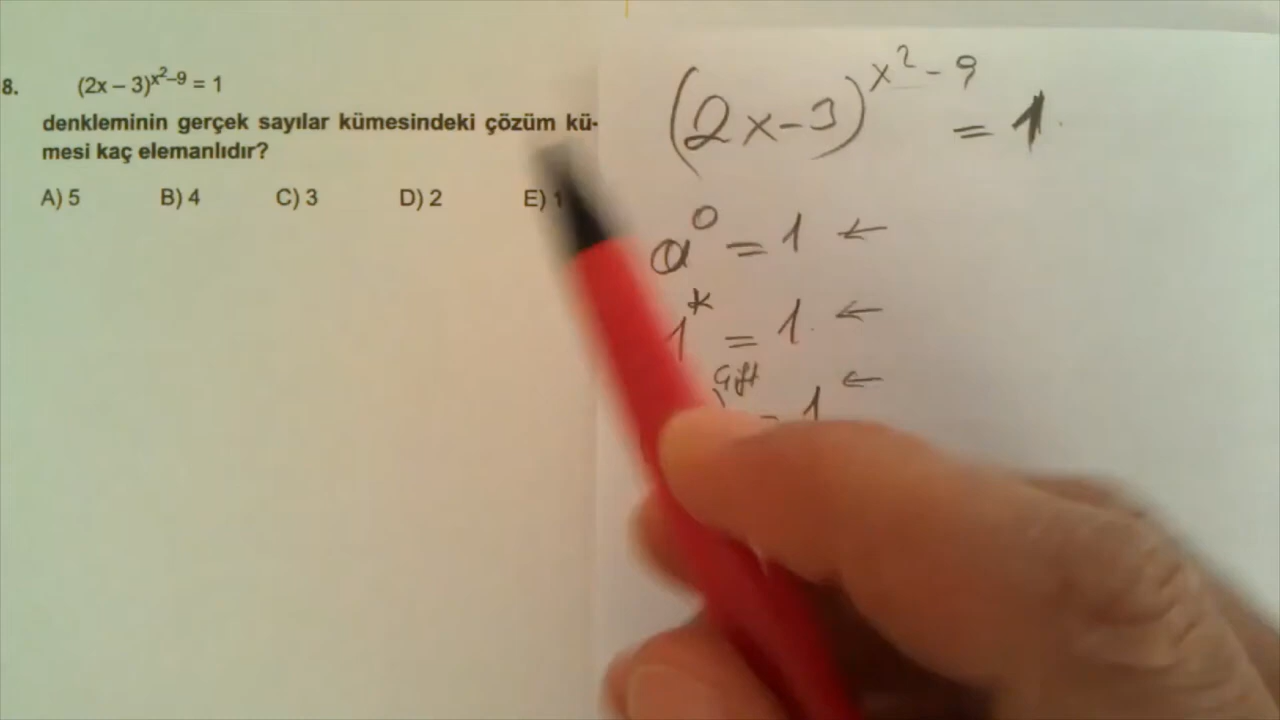 8. (2x – 3)^x²–9 = 1
denkleminin gerçek sayılar kümesindeki çözüm kü-
mesi kaç elemanlıdır?
A) 5 B) 4 C) 3 D) 2 E) 1
(2x-3)^x²-9 = 1
a⁰ = 1 ←
1^k = 1. ←
Çift = 1 ←